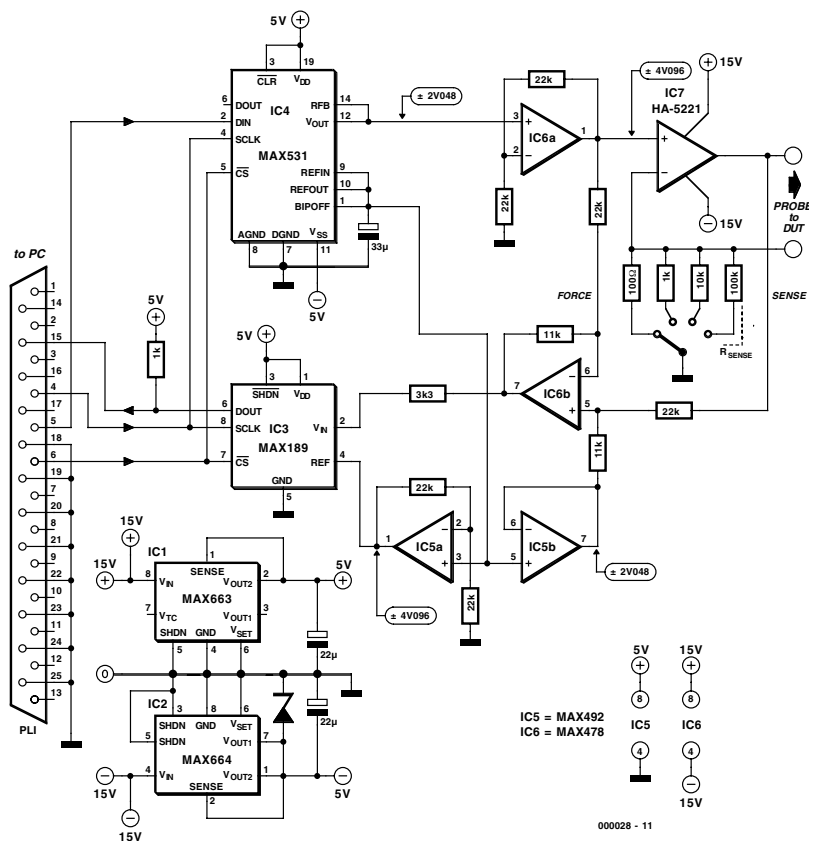 5V
3
19
CLR
VDD
6
DOUT
IC4
RFB
14
± 2V048
2
DIN
VOUT
12
4
SCLK
MAX531
5
CS
REFIN
9
REFOUT
10
BIPOFF
1
AGND
DGND
VSS
8
7
11
33µ
5V
22k
3
IC6a
1
2
22k
22k
± 4V096
15V
IC7
HA-5221
15V
PROBE
to
DUT
100Ω
1k
10k
100k
FORCE
SENSE
RSENSE
to PC
1
14
2
15
3
16
4
17
5
18
6
19
7
20
8
21
9
22
10
23
11
24
12
25
13
PLI
5V
1k
5V
3
1
SHDN
VDD
6
DOUT
8
SCLK
IC3
VIN
2
MAX189
7
CS
REF
4
GND
5
3k3
11k
6
7
IC6b
5
22k
11k
22k
1
IC5a
2
3
22k
± 4V096
6
5
IC5b
7
± 2V048
15V
15V
IC1
1
SENSE
8
VIN
VOUT2
2
5V
MAX663
7
VTC
VOUT1
3
SHDN
GND
VSET
5
4
6
22µ
0
IC2
3
8
6
SHDN
GND
VSET
5
SHDN
VOUT1
7
MAX664
4
VIN
VOUT2
1
SENSE
2
22µ
15V
15V
5V
IC5 = MAX492
IC6 = MAX478
5V
15V
8
8
IC5
IC6
4
4
15V
000028 - 11